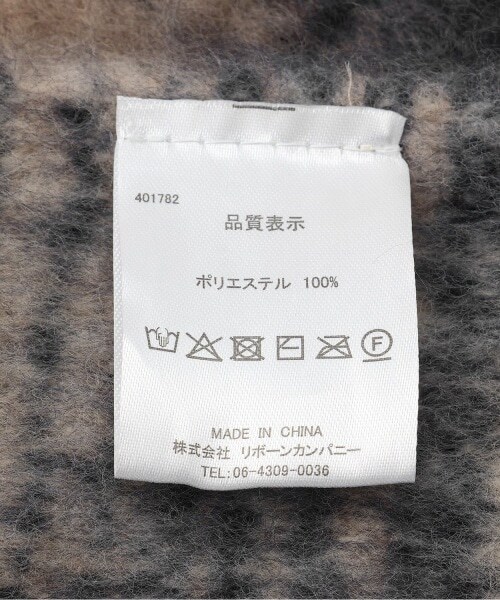 401782
品質表示
ポリエステル 100%
F
MADE IN CHINA
株式会社 リボーンカンパニー
TEL:06-4309-0036